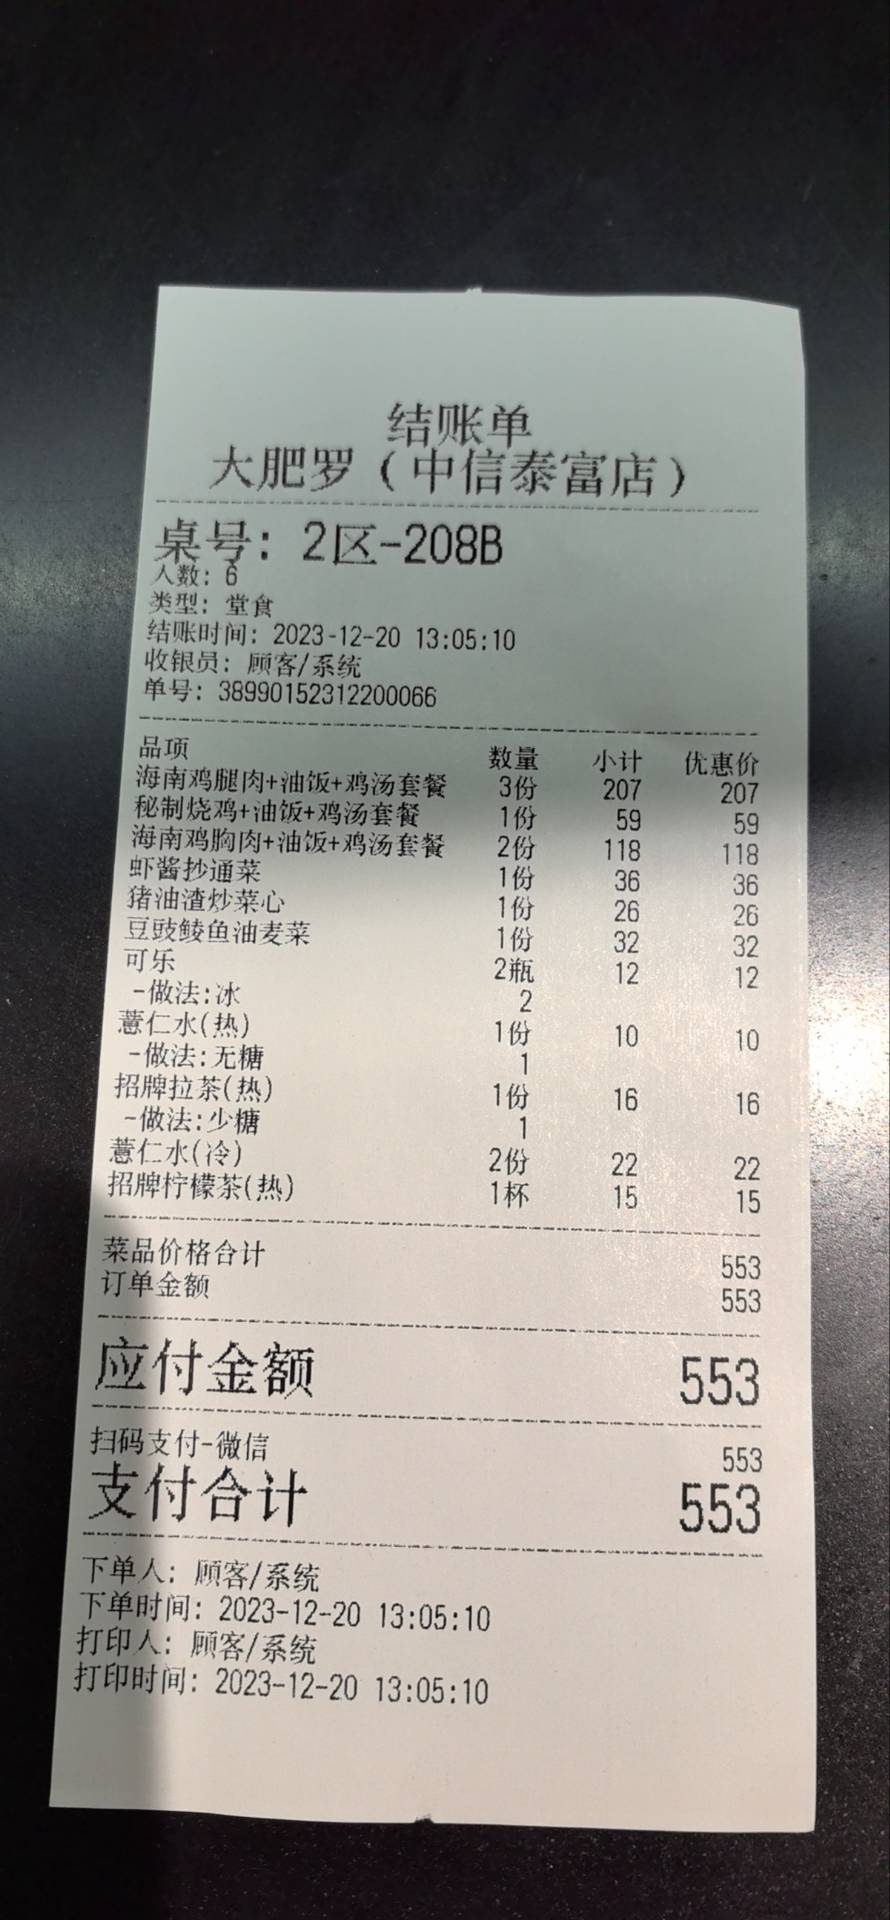 结账单
大肥罗（中信泰富店）
桌号: 2区-208B
人数: 6
类型: 堂食
结账时间: 2023-12-20 13:05:10
收银员: 顾客/系统
单号: 38990152312200066
品项 数量 小计 优惠价
海南鸡腿肉+油饭+鸡汤套餐 3份 207 207
秘制烧鸡+油饭+鸡汤套餐 1份 59 59
海南鸡胸肉+油饭+鸡汤套餐 2份 118 118
虾酱抄通菜 1份 36 36
猪油渣炒菜心 1份 26 26
豆豉鲮鱼油麦菜 1份 32 32
可乐 2瓶 12 12
-做法:冰 2
薏仁水(热) 1份 10 10
-做法:无糖 1
招牌拉茶(热) 1份 16 16
-做法:少糖 1
薏仁水(冷) 2份 22 22
招牌柠檬茶(热) 1杯 15 15
菜品价格合计 553
订单金额 553
应付金额 553
扫码支付-微信 553
支付合计 553
下单人: 顾客/系统
下单时间: 2023-12-20 13:05:10
打印人: 顾客/系统
打印时间: 2023-12-20 13:05:10